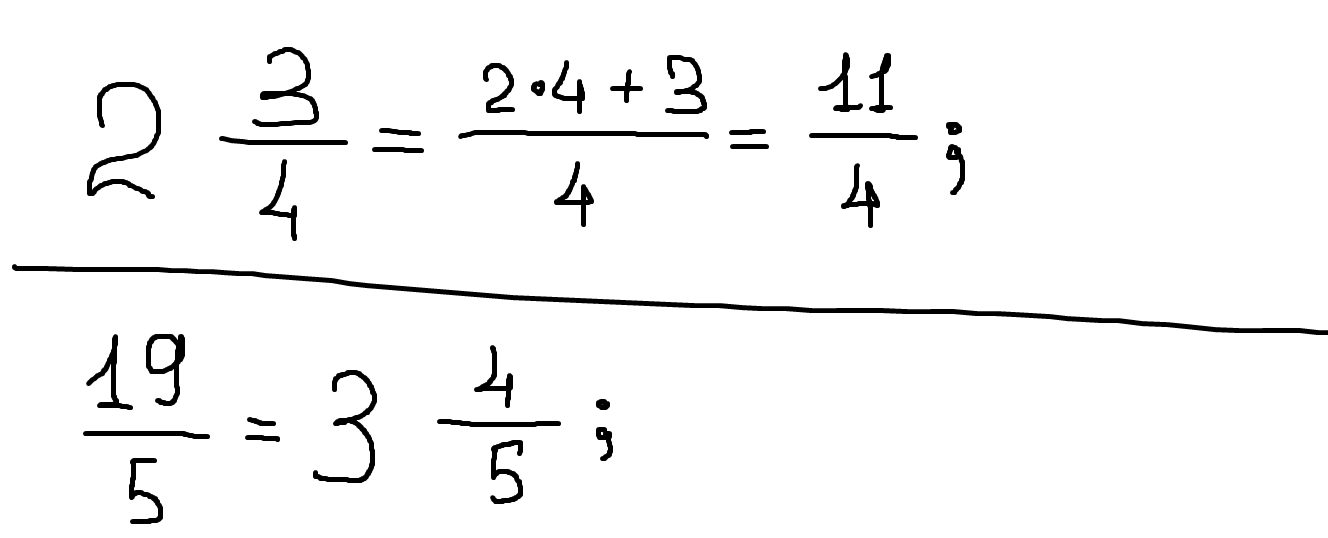 2 3/4 = (2·4+3)/4 = 11/4 ;
19/5 = 3 4/5 ;